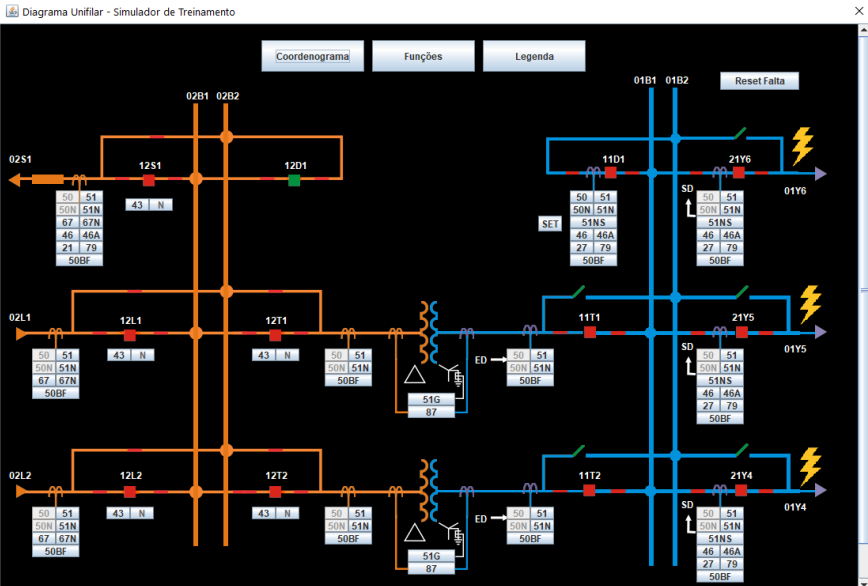 Diagrama Unifilar - Simulador de Treinamento
Coordenograma Funções Legenda
Reset Falta
01B1 01B2
02B1 02B2
02S1 12S1 12D1 11D1 21Y6
43 N
SD
01Y6
50 51
50N 51N
67 67N
46 46A
21 79
50BF
SET
50 51
50N 51N
51NS
46 46A
27 79
50BF
50 51
50N 51N
51NS
46 46A
27 79
50BF
02L1 12L1 12T1 11T1 21Y5
43 N
43 N
SD
01Y5
50 51
50N 51N
67 67N
50BF
50 51
50N 51N
50BF
51G
87
ED
50 51
50N 51N
50BF
50 51
50N 51N
51NS
46 46A
27 79
50BF
02L2 12L2 12T2 11T2 21Y4
43 N
43 N
SD
01Y4
50 51
50N 51N
67 67N
50BF
50 51
50N 51N
50BF
51G
87
ED
50 51
50N 51N
50BF
50 51
50N 51N
51NS
46 46A
27 79
50BF